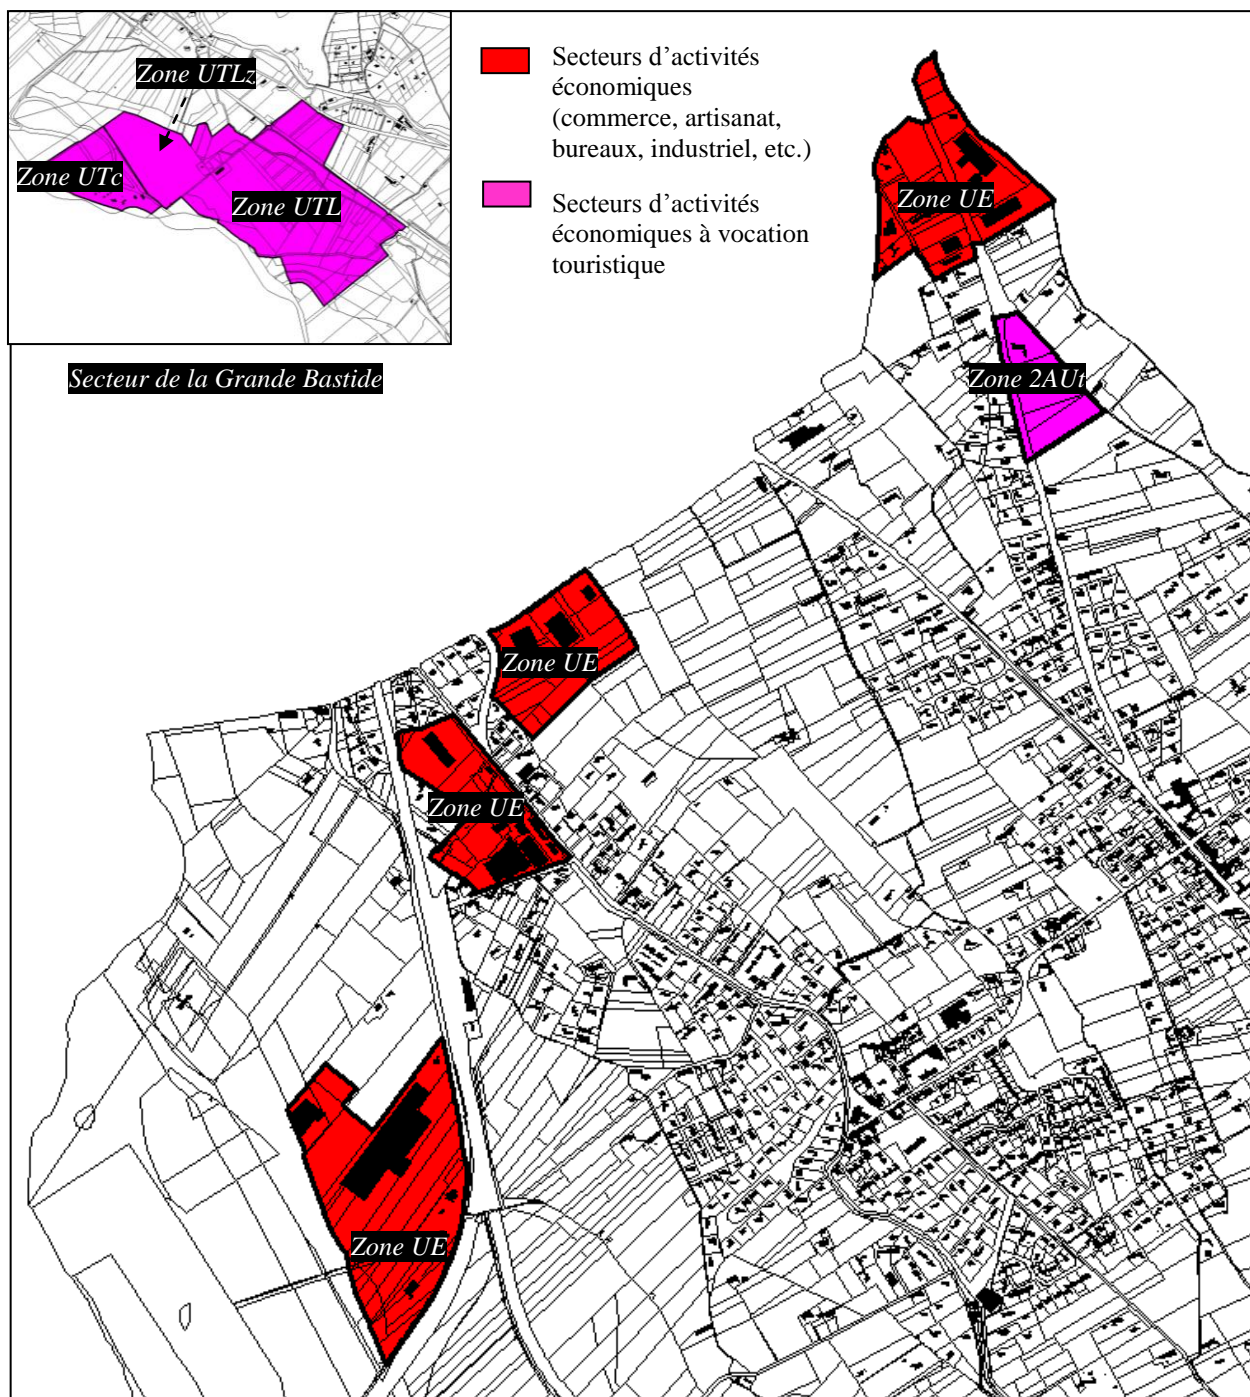 Zone UTLz
Zone UTc
Zone UTL
Secteur de la Grande Bastide
Secteurs d’activités
économiques
(commerce, artisanat,
bureaux, industriel, etc.)
Secteurs d’activités
économiques à vocation
touristique
Zone UE
Zone 2AUt
Zone UE
Zone UE
Zone UE